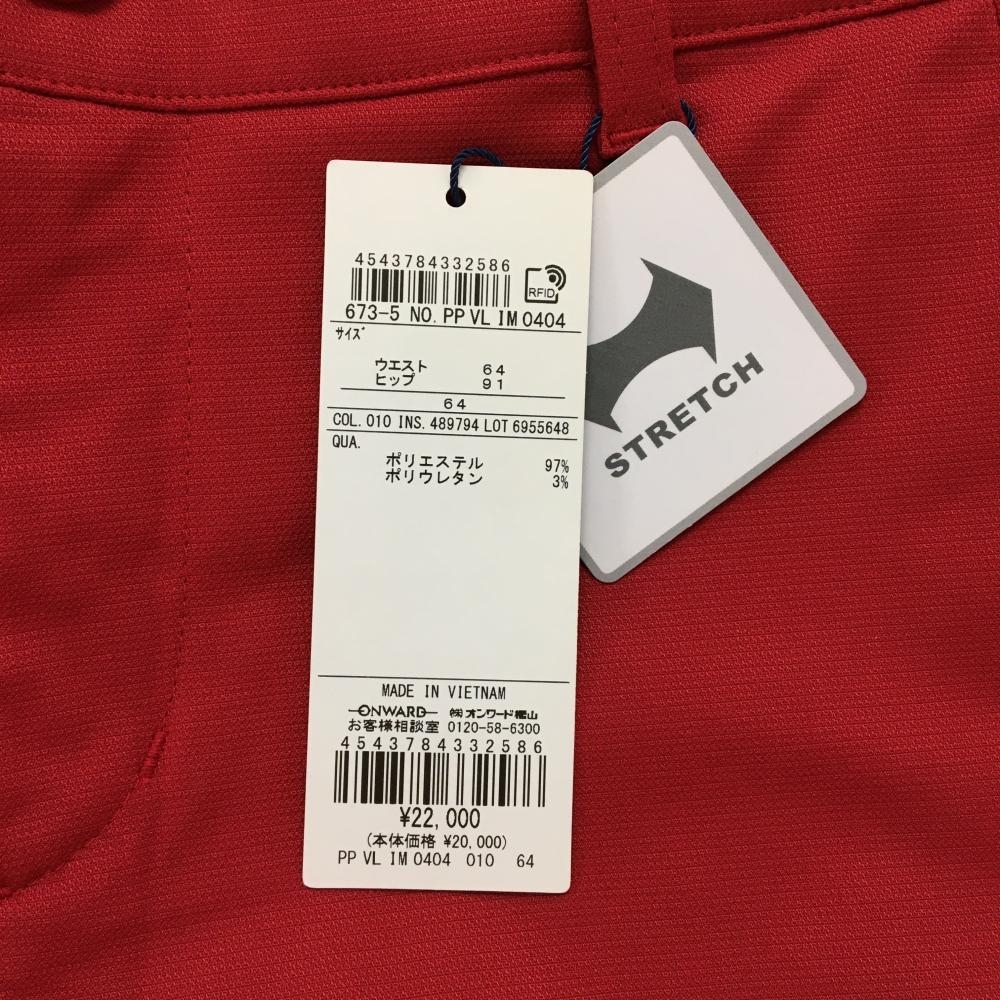 4543784332586
RFID
673-5 NO. PP VL IM 0404
サイズ
ウエスト 64
ヒップ 91
64
COL. 010 INS. 489794 LOT 6955648
QUA.
ポリエステル 97%
ポリウレタン 3%
MADE IN VIETNAM
ONWARD ㈱オンワード樫山
お客様相談室 0120-58-6300
4543784332586
¥22,000
(本体価格 ¥20,000)
PP VL IM 0404 010 64
STRETCH